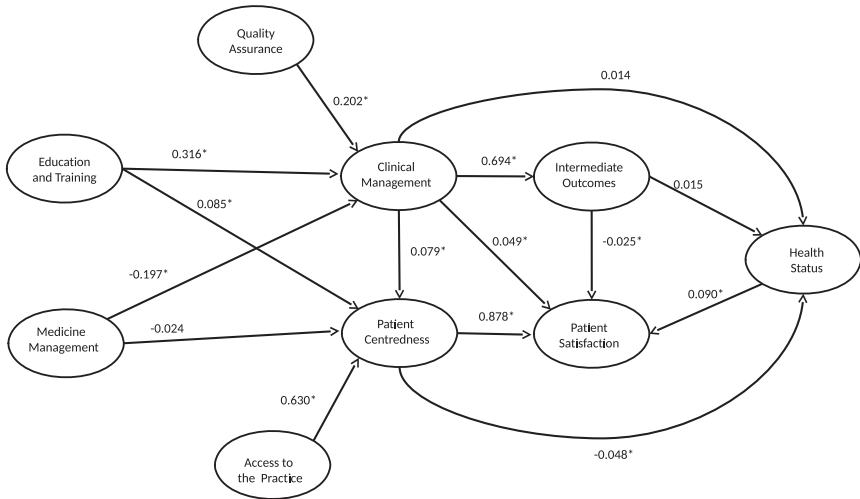 Quality
Assurance
0.014
0.202*
Education
and Training
0.316*
Clinical
Management
0.694*
Intermediate
Outcomes
0.015
0.085*
0.079*
0.049*
-0.025*
Health
Status
-0.197*
0.090*
Medicine
Management
-0.024
Patient
Centredness
0.878*
Patient
Satisfaction
0.630*
-0.048*
Access to
the Practice